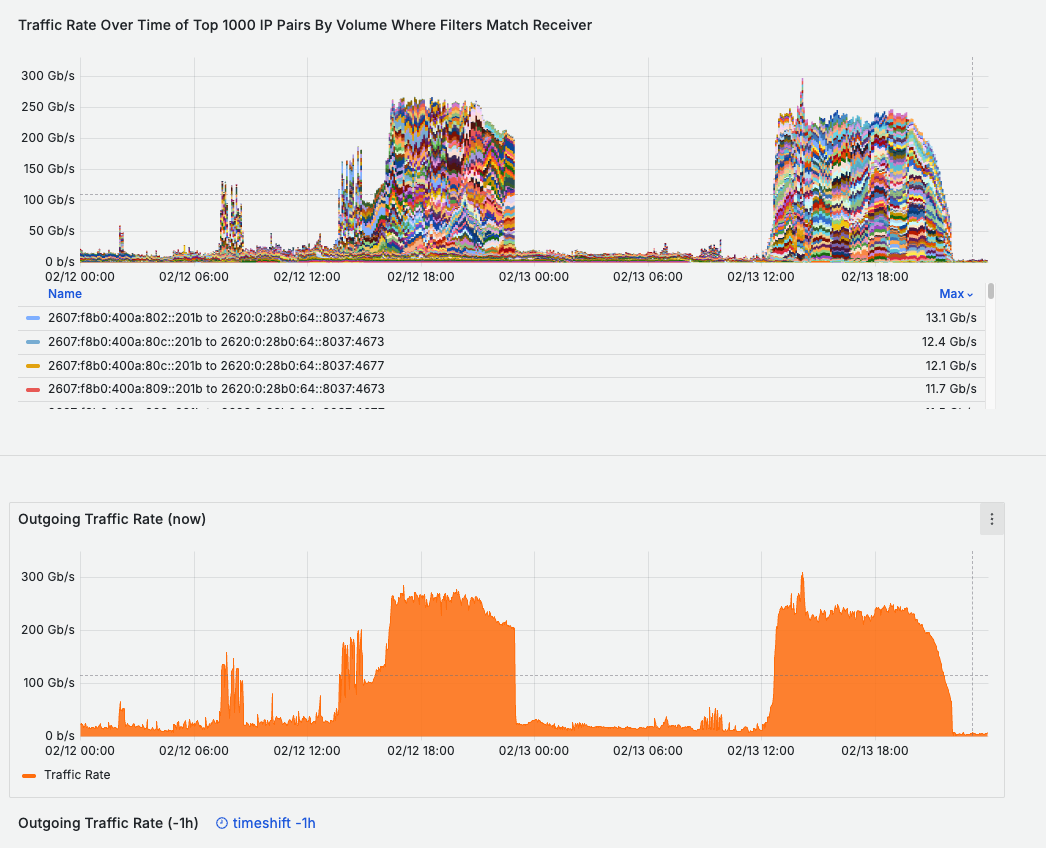 Traffic Rate Over Time of Top 1000 IP Pairs By Volume Where Filters Match Receiver
300 Gb/s
250 Gb/s
200 Gb/s
150 Gb/s
100 Gb/s
50 Gb/s
0 b/s
02/12 00:00 02/12 06:00 02/12 12:00 02/12 18:00 02/13 00:00 02/13 06:00 02/13 12:00 02/13 18:00
Name Max
2607:f8b0:400a:802::201b to 2620:0:28b0:64::8037:4673 13.1 Gb/s
2607:f8b0:400a:80c::201b to 2620:0:28b0:64::8037:4673 12.4 Gb/s
2607:f8b0:400a:80c::201b to 2620:0:28b0:64::8037:4677 12.1 Gb/s
2607:f8b0:400a:809::201b to 2620:0:28b0:64::8037:4673 11.7 Gb/s
Outgoing Traffic Rate (now)
300 Gb/s
200 Gb/s
100 Gb/s
0 b/s
02/12 00:00 02/12 06:00 02/12 12:00 02/12 18:00 02/13 00:00 02/13 06:00 02/13 12:00 02/13 18:00
Traffic Rate
Outgoing Traffic Rate (-1h) timeshift -1h